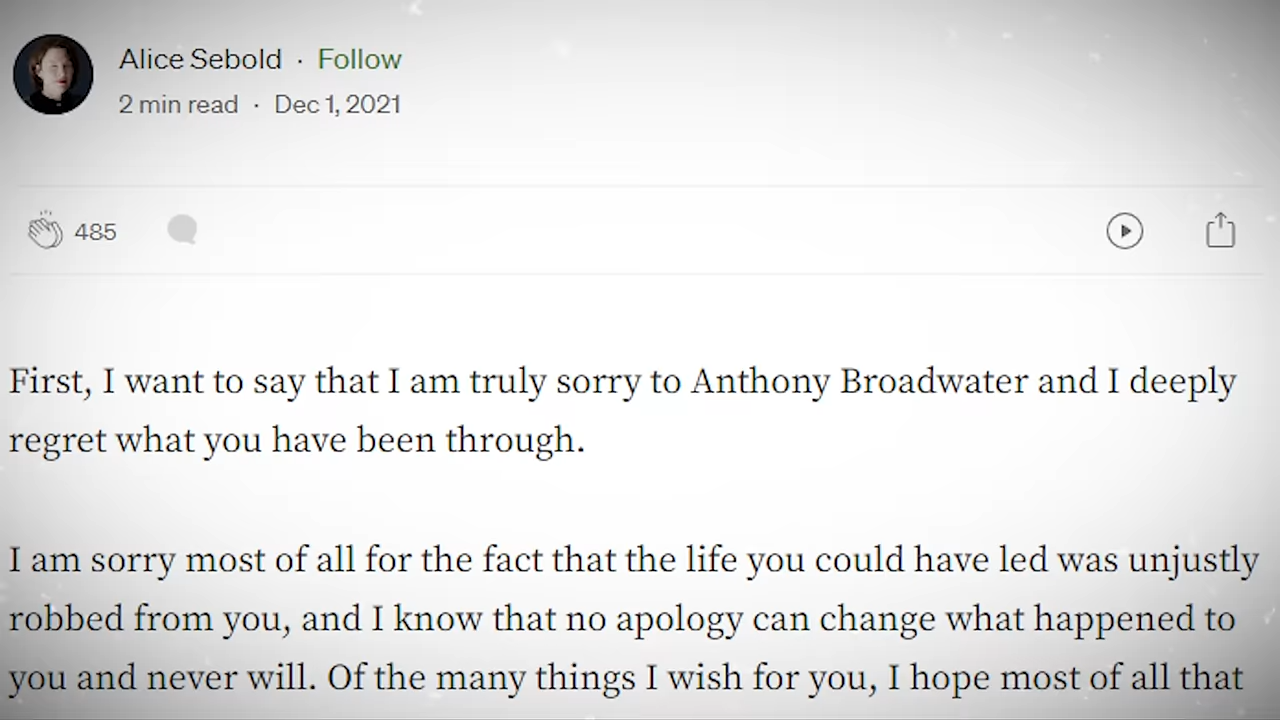 Alice Sebold · Follow
2 min read · Dec 1, 2021
485
First, I want to say that I am truly sorry to Anthony Broadwater and I deeply
regret what you have been through.
I am sorry most of all for the fact that the life you could have led was unjustly
robbed from you, and I know that no apology can change what happened to
you and never will. Of the many things I wish for you, I hope most of all that